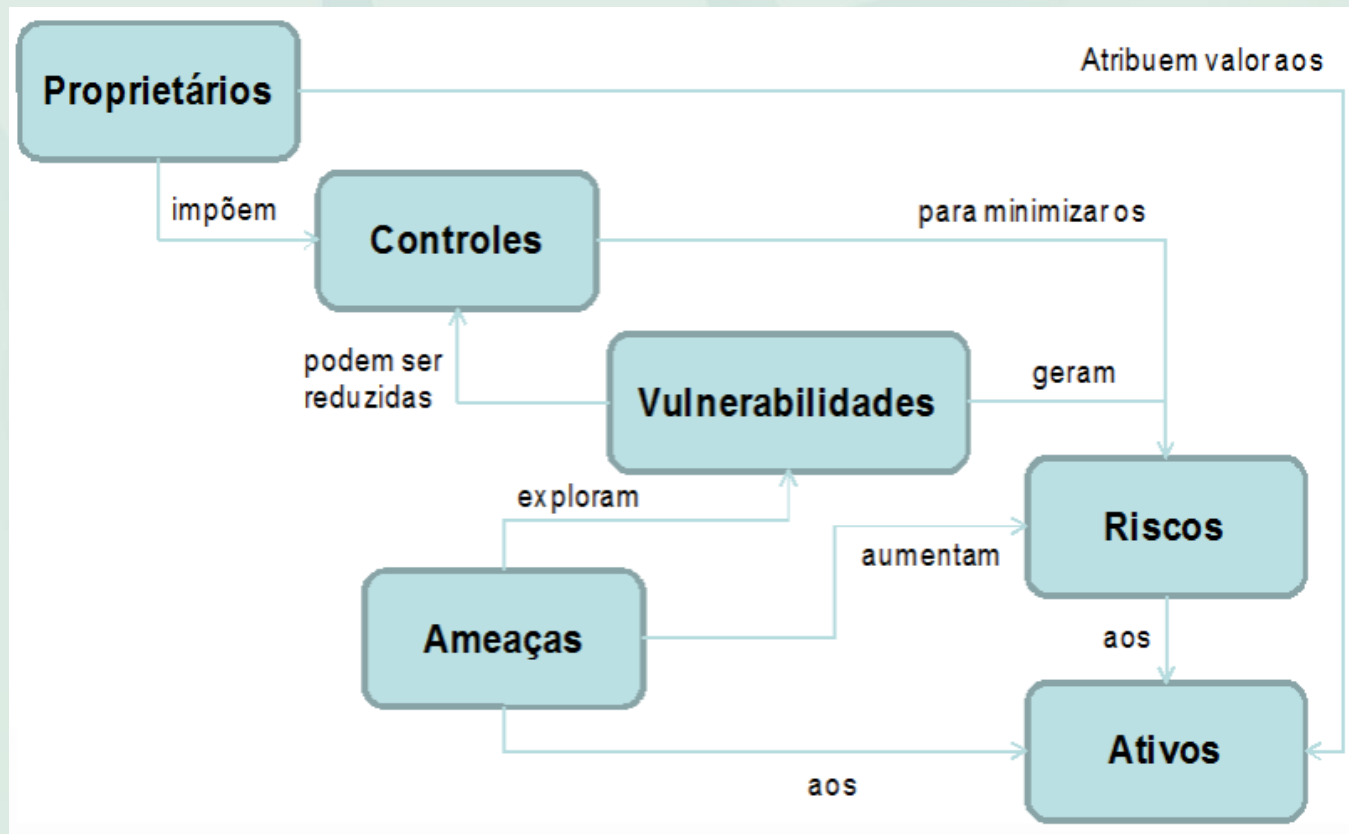 Proprietários
Atribuem valor aos
impõem
Controles
para minimizar os
podem ser
reduzidas
Vulnerabilidades
geram
exploram
Riscos
aumentam
Ameaças
aos
Ativos
aos